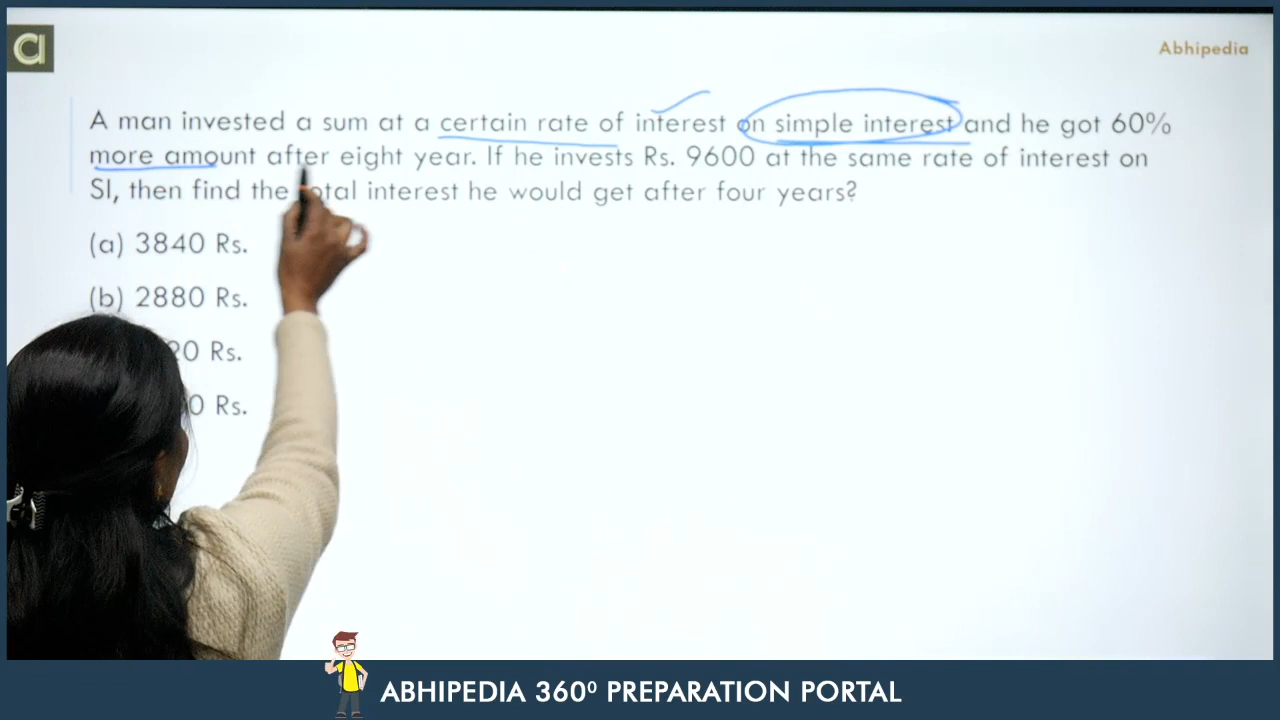 Abhipedia
A man invested a sum at a certain rate of interest on simple interest and he got 60%
more amount after eight year. If he invests Rs. 9600 at the same rate of interest on
SI, then find the total interest he would get after four years?
(a) 3840 Rs.
(b) 2880 Rs.
Rs.
Rs.
ABHIPEDIA 360⁰ PREPARATION PORTAL